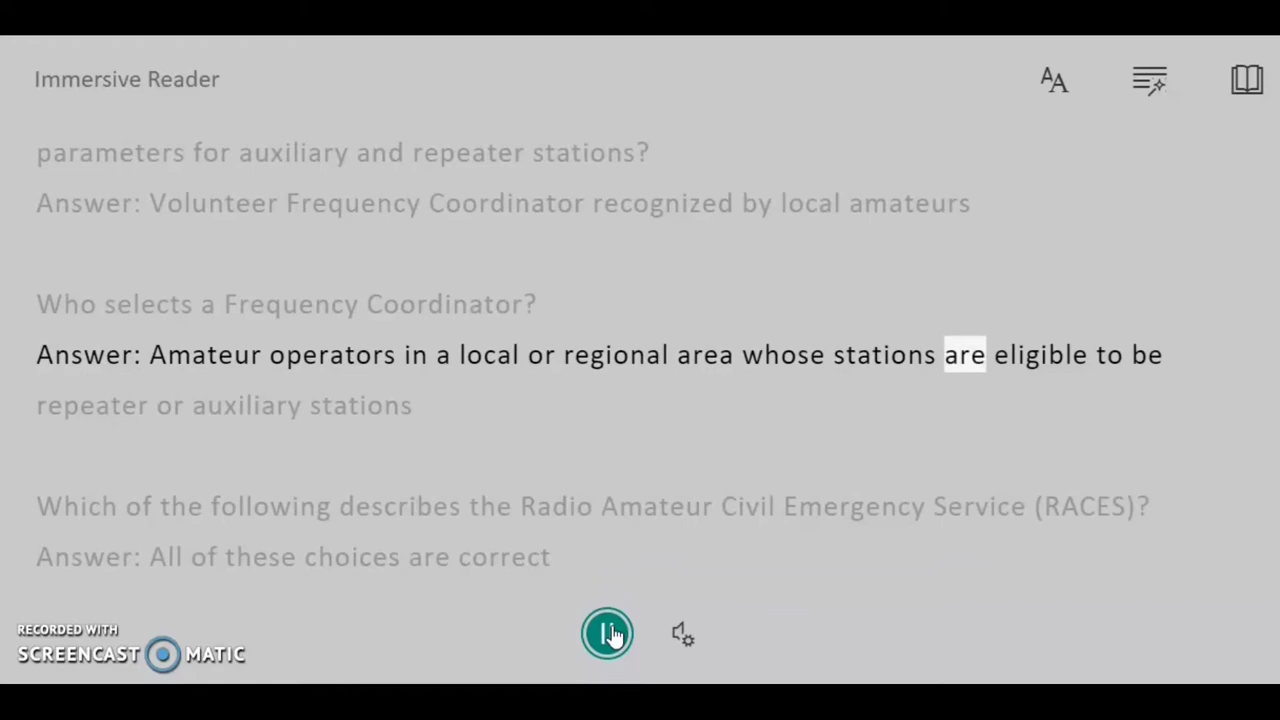 Immersive Reader
parameters for auxiliary and repeater stations?
Answer: Volunteer Frequency Coordinator recognized by local amateurs
Who selects a Frequency Coordinator?
Answer: Amateur operators in a local or regional area whose stations are eligible to be
repeater or auxiliary stations
Which of the following describes the Radio Amateur Civil Emergency Service (RACES)?
Answer: All of these choices are correct
RECORDED WITH
SCREENCAST MATIC